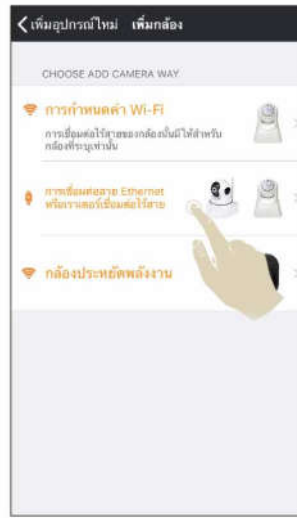 เพิ่มอุปกรณ์ใหม่ เพิ่มกล้อง
CHOOSE ADD CAMERA WAY
การกำหนดค่า Wi-Fi
การเชื่อมต่อไร้สายของกล้องนั้นมีให้สำหรับ
กล้องที่ระบุเท่านั้น
การเชื่อมต่อสาย Ethernet
หรือเราเตอร์เชื่อมต่อไร้สาย
กล้องประหยัดพลังงาน